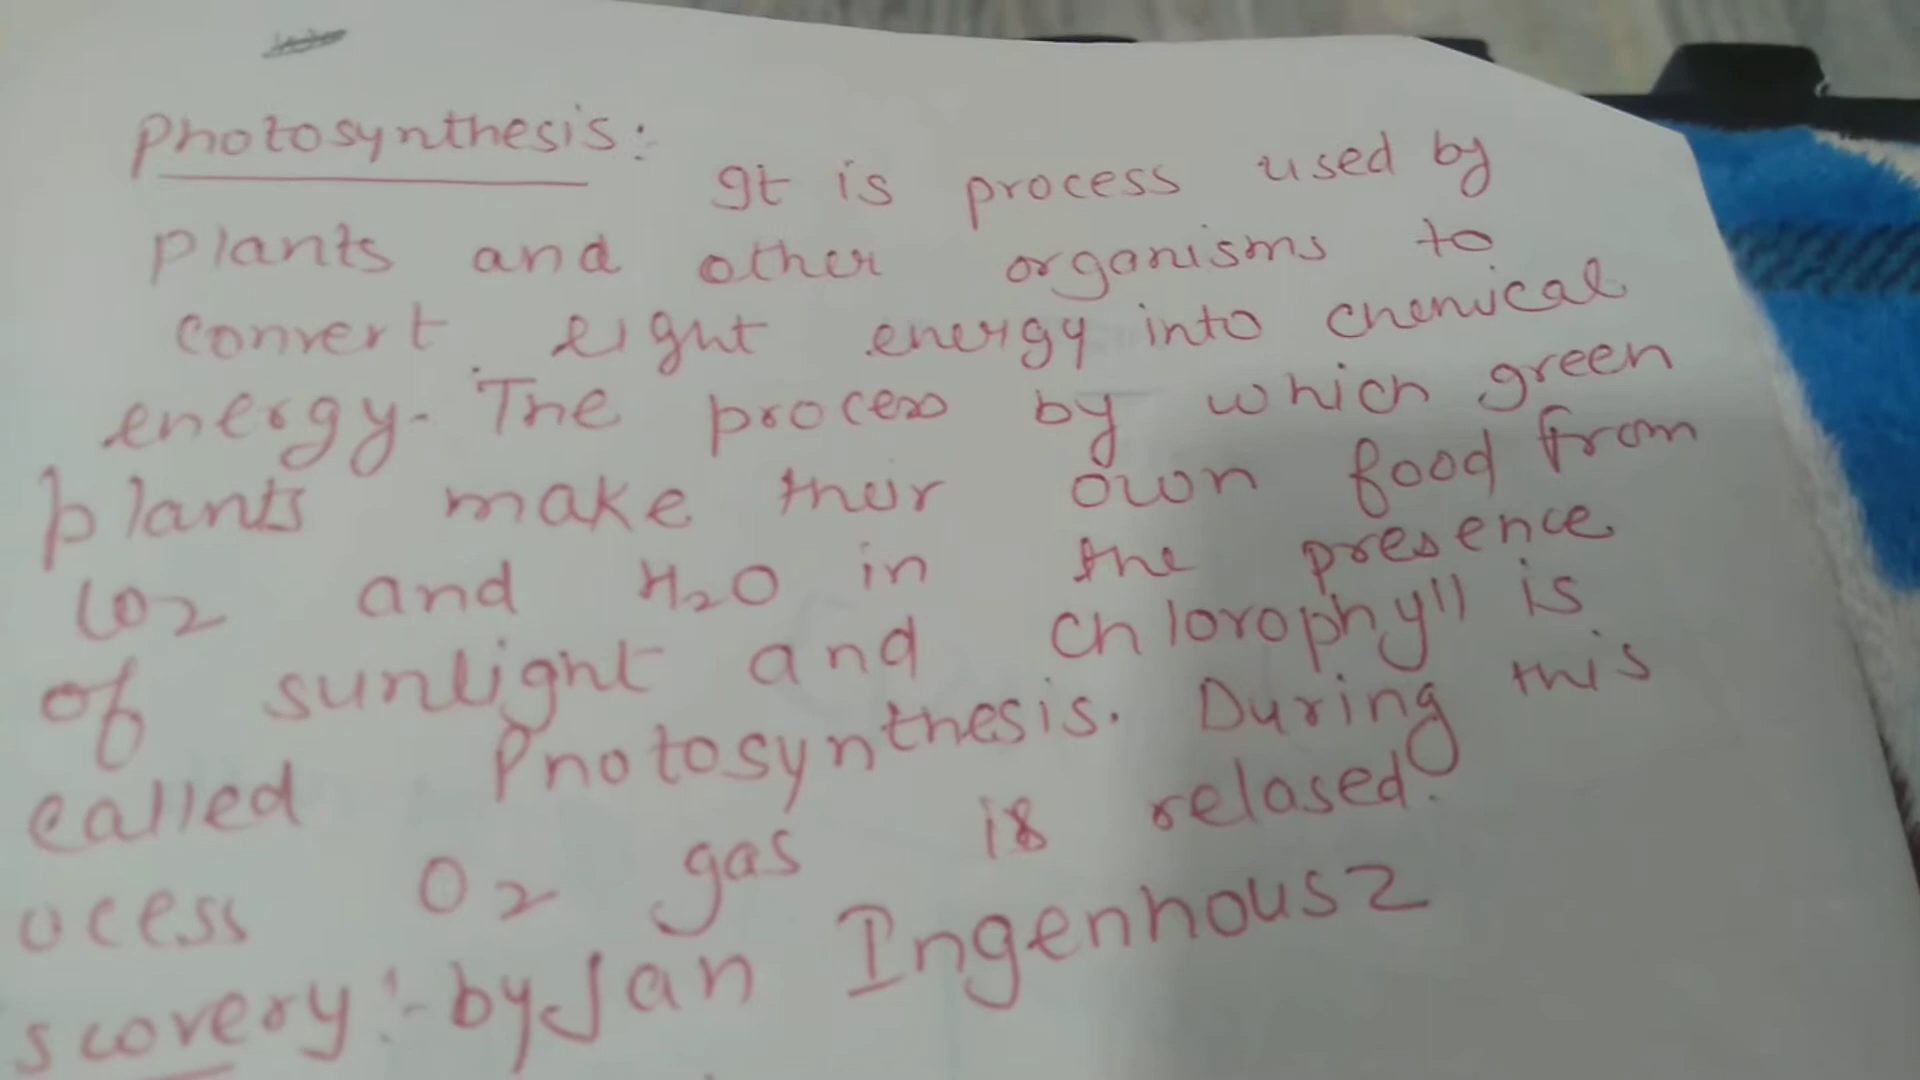 Photosynthesis:
It is process used by
plants and other organisms to
convert light energy into chemical
energy. The process by which green
plants make their own food from
CO2 and H2O in the presence
of sunlight and chlorophyll is
called Photosynthesis. During this
ocess O2 gas is relased.
scovery :- by Jan Ingenhousz